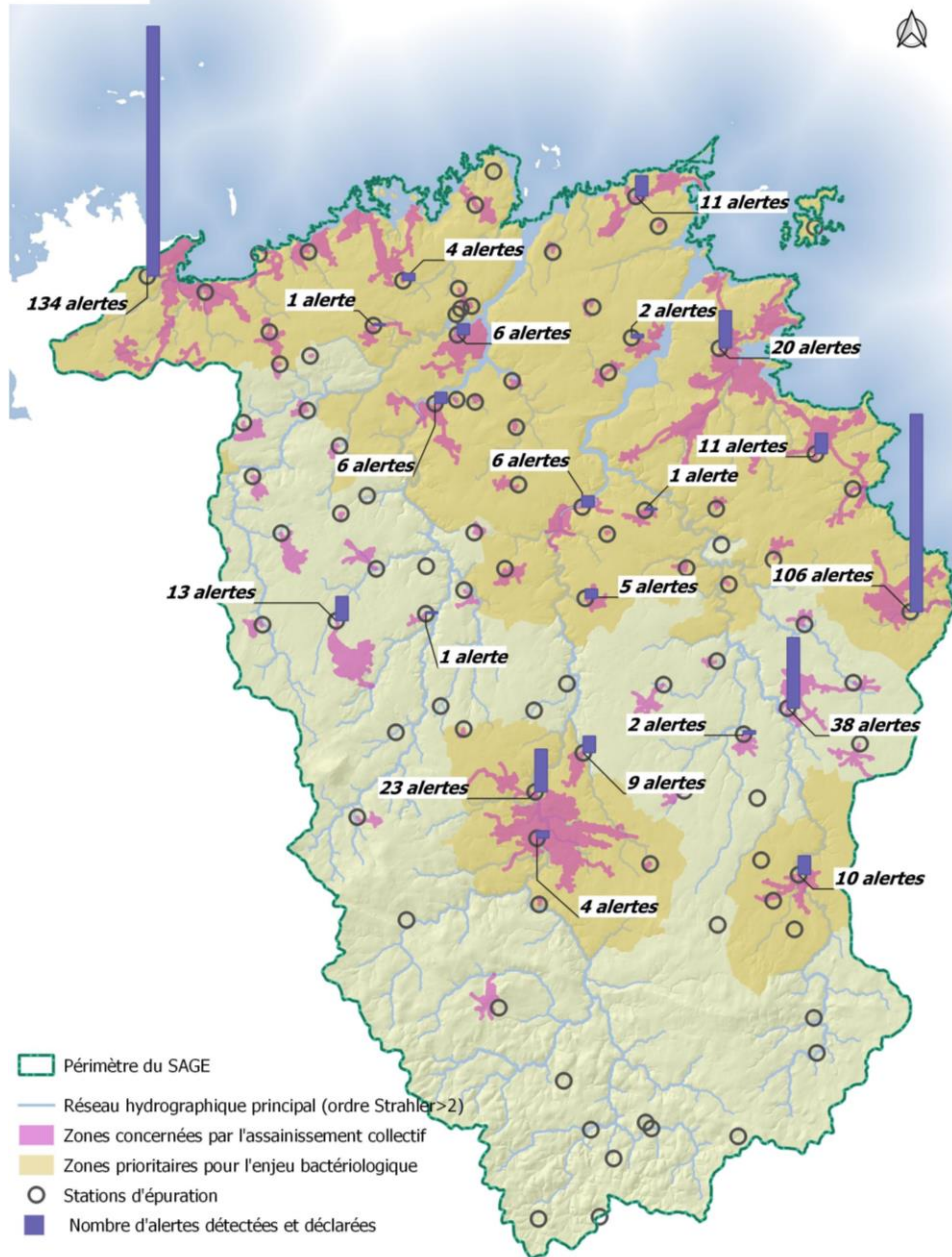 11 alertes
4 alertes
134 alertes
1 alerte
6 alertes
2 alertes
20 alertes
11 alertes
6 alertes
6 alertes
1 alerte
106 alertes
13 alertes
5 alertes
1 alerte
2 alertes
38 alertes
9 alertes
23 alertes
10 alertes
4 alertes
Périmètre du SAGE
Réseau hydrographique principal (ordre Strahler>2)
Zones concernées par l'assainissement collectif
Zones prioritaires pour l'enjeu bactériologique
Stations d'épuration
Nombre d'alertes détectées et déclarées